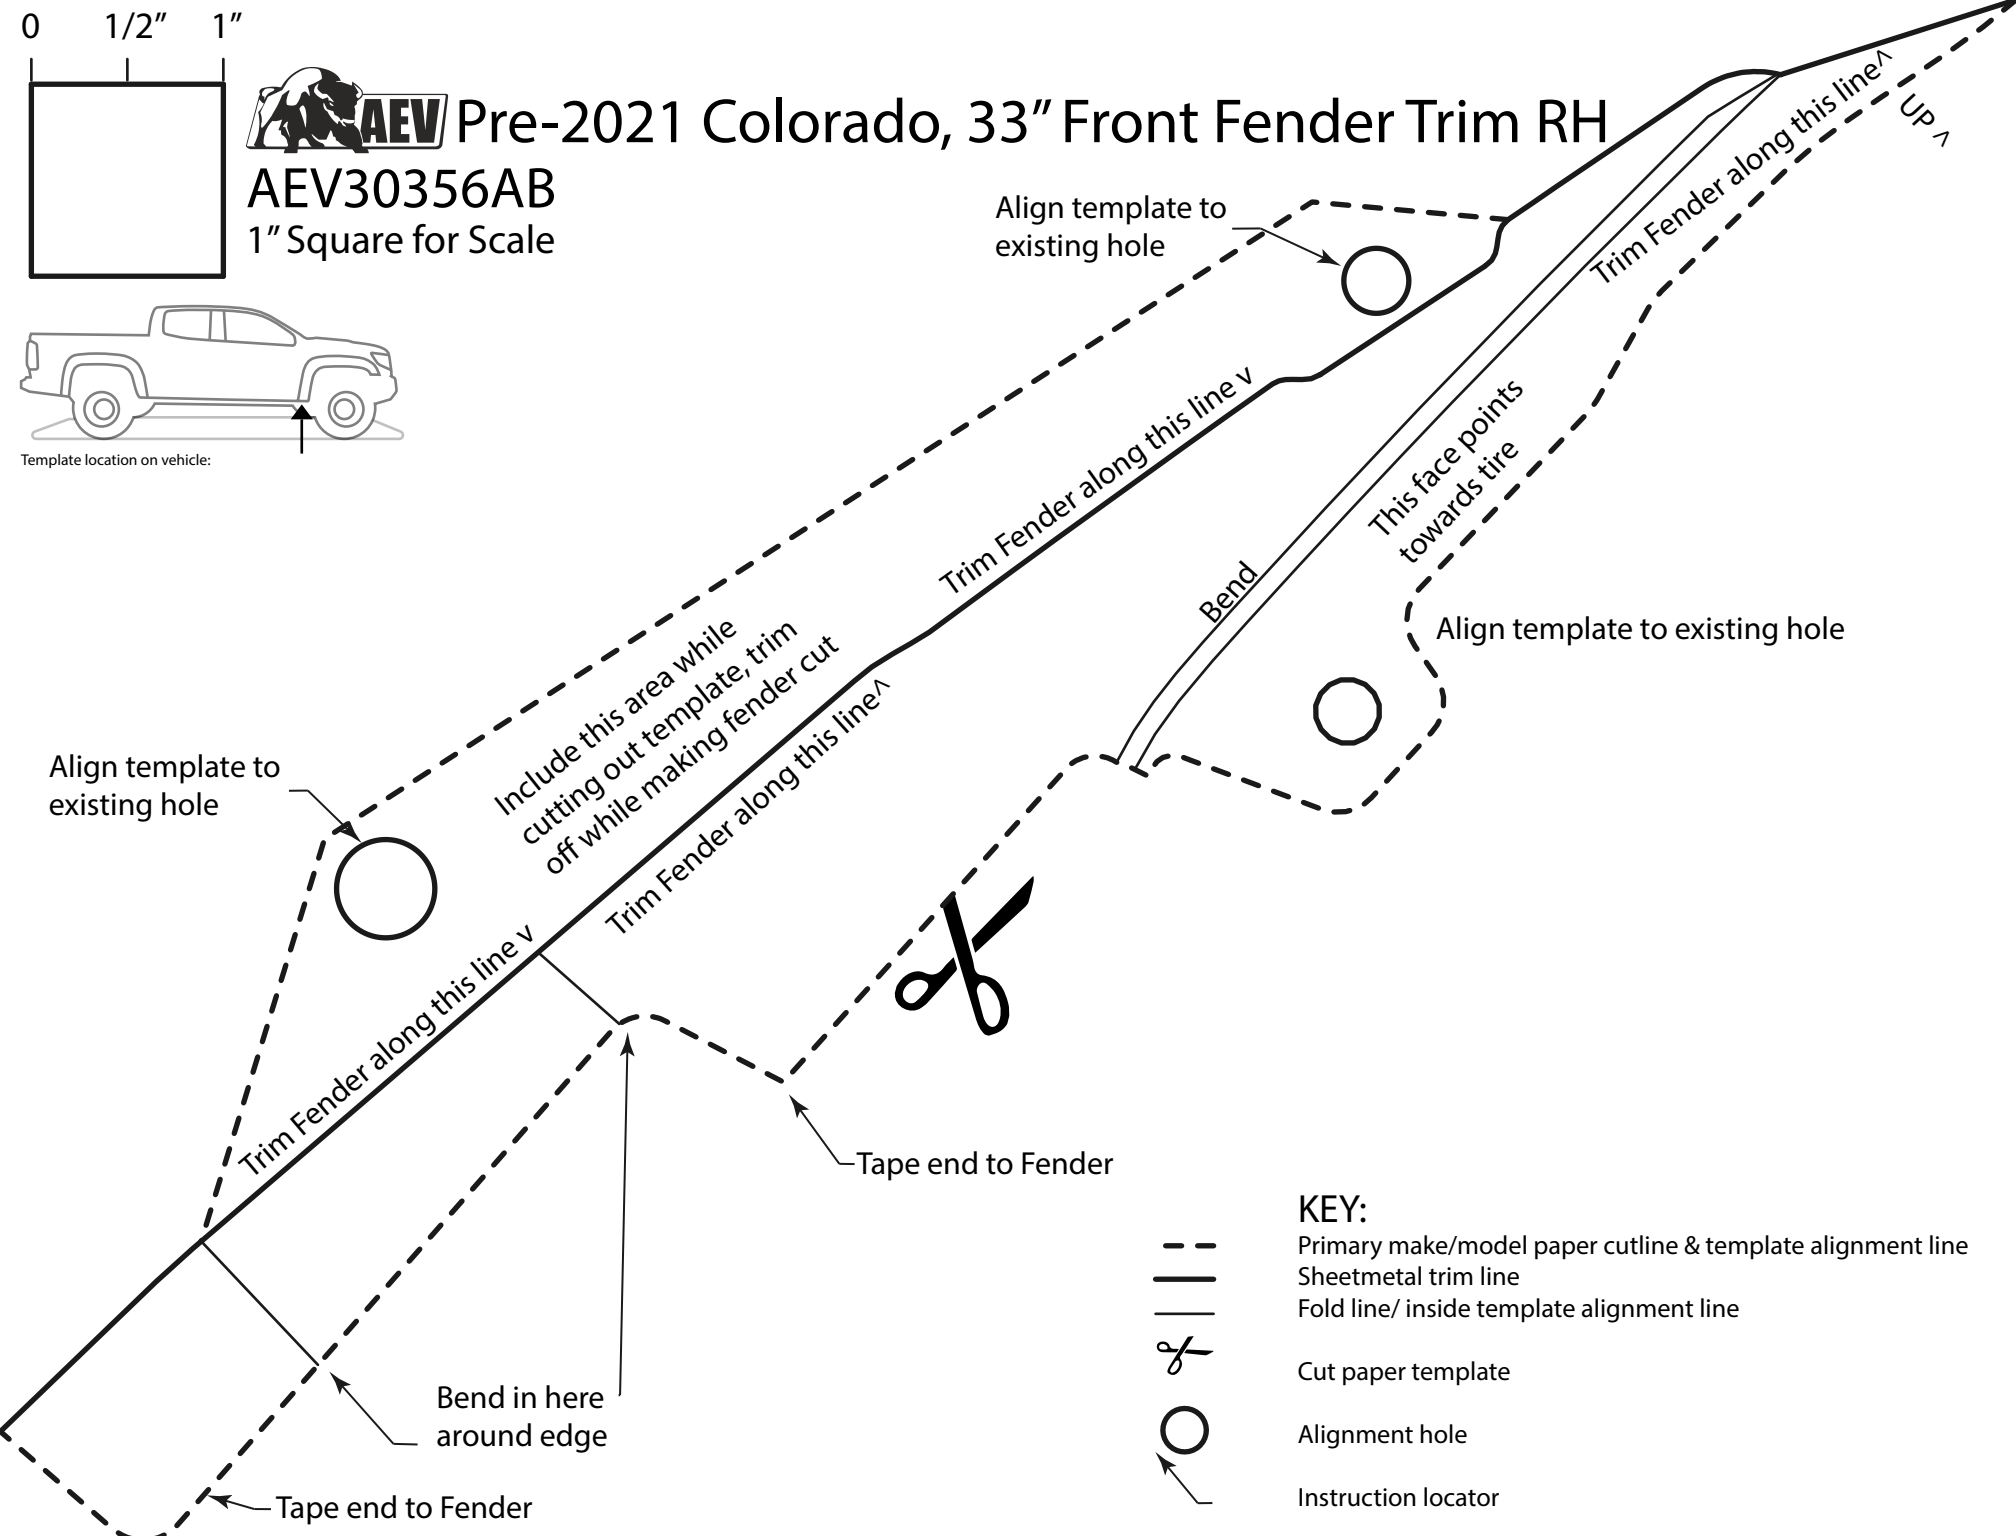 0 1/2” 1”
AEV
Pre-2021 Colorado, 33” Front Fender Trim RH
AEV30356AB
1” Square for Scale
Template location on vehicle:
Align template to
existing hole
Trim Fender along this line^
UP ^
Trim Fender along this line v
This face points
towards tire
Bend
Align template to existing hole
Include this area while
cutting out template, trim
off while making fender cut
Trim Fender along this line^
Align template to
existing hole
Trim Fender along this line v
Tape end to Fender
Bend in here
around edge
Tape end to Fender
KEY:
Primary make/model paper cutline & template alignment line
Sheetmetal trim line
Fold line/ inside template alignment line
Cut paper template
Alignment hole
Instruction locator